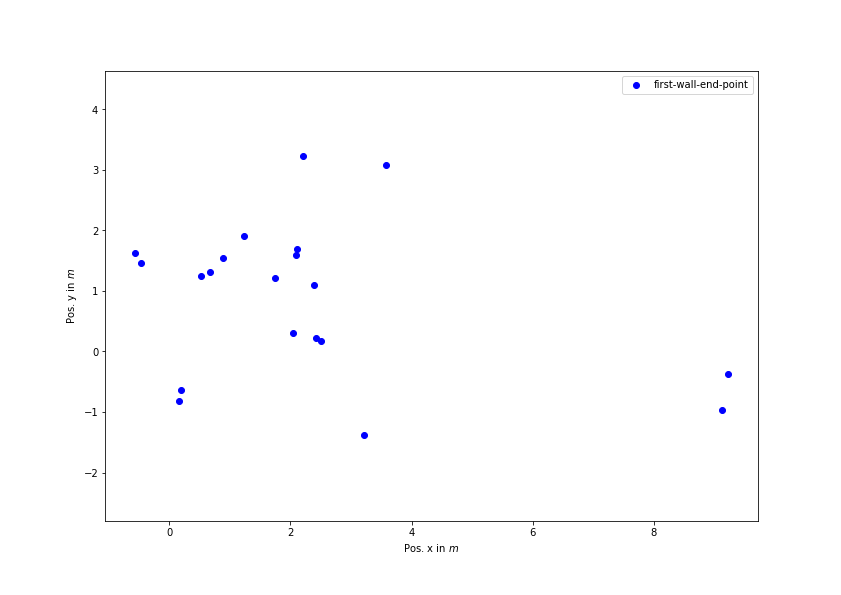 first-wall-end-point
4
3
2
1
0
−1
−2
Pos. y in m
0 2 4 6 8
Pos. x in m